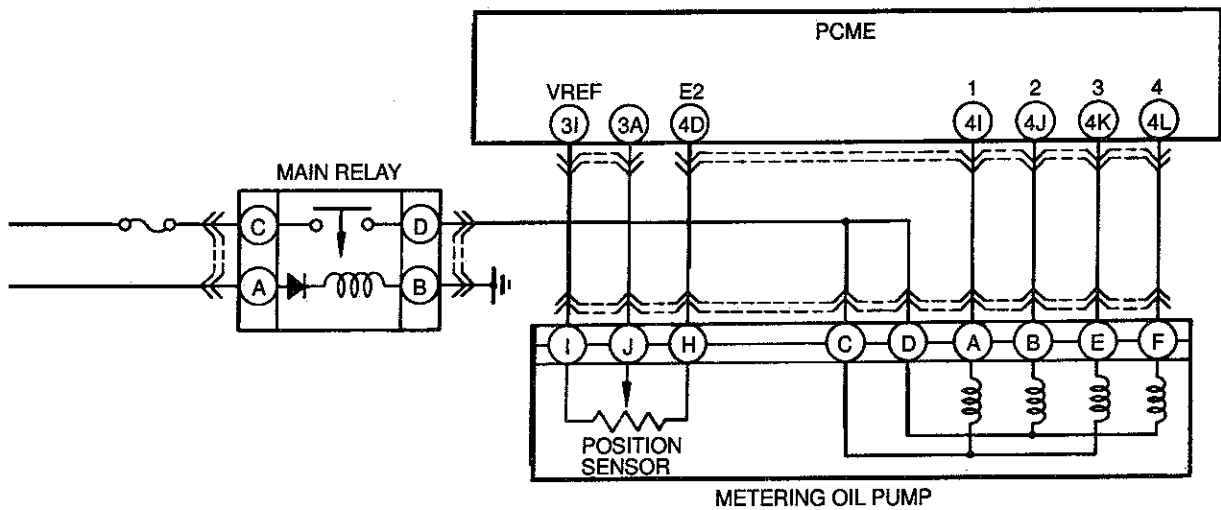 PCME
VREF E2 1 2 3 4
3I 3A 4D 4I 4J 4K 4L
MAIN RELAY
C D
A B
I J H C D A B E F
POSITION
SENSOR
METERING OIL PUMP